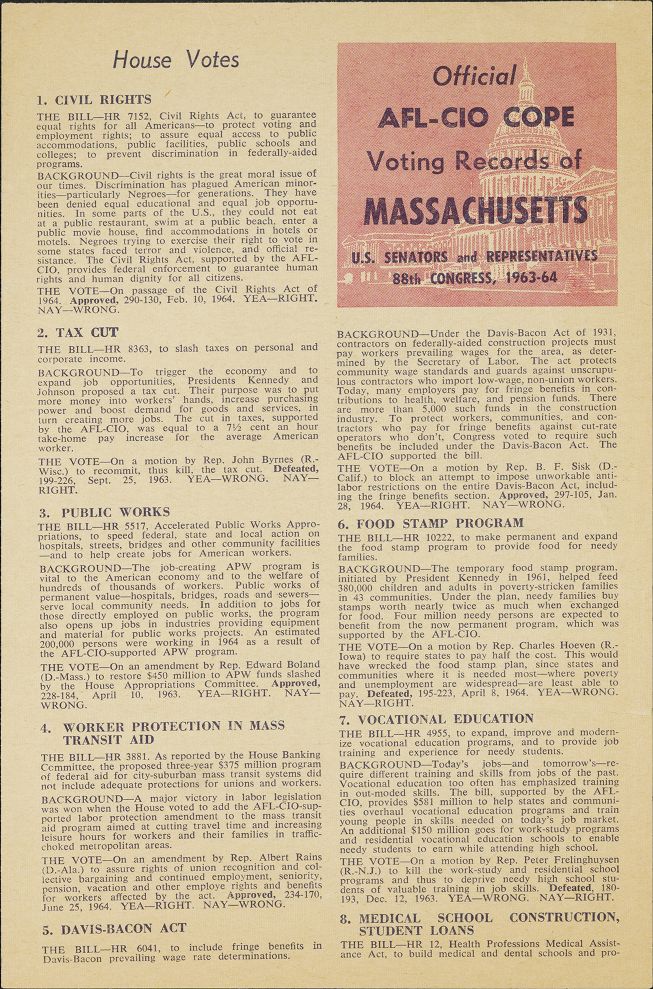 House Votes
1. CIVIL RIGHTS
THE BILL—HR 7152, Civil Rights Act, to guarantee
equal rights for all Americans—to protect voting and
employment rights; to assure equal access to public
accommodations, public facilities, public schools and
colleges; to prevent discrimination in federally-aided
programs.
BACKGROUND—Civil rights is the great moral issue of
our times. Discrimination has plagued American minor-
ities—particularly Negroes—for generations. They have
been denied equal educational and equal job opportu-
nities. In some parts of the U.S., they could not eat
at a public restaurant, swim at a public beach, enter a
public movie house, find accommodations in hotels or
motels. Negroes trying to exercise their right to vote in
some states faced terror and violence, and official re-
sistance. The Civil Rights Act, supported by the AFL-
CIO, provides federal enforcement to guarantee human
rights and human dignity for all citizens.
THE VOTE—On passage of the Civil Rights Act of
1964. Approved, 290-130, Feb. 10, 1964. YEA—RIGHT.
NAY—WRONG.
2. TAX CUT
THE BILL—HR 8363, to slash taxes on personal and
corporate income.
BACKGROUND—To trigger the economy and to
expand job opportunities, Presidents Kennedy and
Johnson proposed a tax cut. Their purpose was to put
more money into workers' hands, increase purchasing
power and boost demand for goods and services, in
turn creating more jobs. The cut in taxes, supported
by the AFL-CIO, was equal to a 7½ cent an hour
take-home pay increase for the average American
worker.
THE VOTE—On a motion by Rep. John Byrnes (R.-
Wisc.) to recommit, thus kill, the tax cut. Defeated,
199-226, Sept. 25, 1963. YEA—WRONG. NAY—
RIGHT.
3. PUBLIC WORKS
THE BILL—HR 5517, Accelerated Public Works Appro-
priations, to speed federal, state and local action on
hospitals, streets, bridges and other community facilities
—and to help create jobs for American workers.
BACKGROUND—The job-creating APW program is
vital to the American economy and to the welfare of
hundreds of thousands of workers. Public works of
permanent value—hospitals, bridges, roads and sewers—
serve local community needs. In addition to jobs for
those directly employed on public works, the program
also opens up jobs in industries providing equipment
and material for public works projects. An estimated
200,000 persons were working in 1964 as a result of
the AFL-CIO-supported APW program.
THE VOTE—On an amendment by Rep. Edward Boland
(D.-Mass.) to restore $450 million to APW funds slashed
by the House Appropriations Committee. Approved,
228-184, April 10, 1963. YEA—RIGHT. NAY—
WRONG.
4. WORKER PROTECTION IN MASS
TRANSIT AID
THE BILL—HR 3881. As reported by the House Banking
Committee, the proposed three-year $375 million program
of federal aid for city-suburban mass transit systems did
not include adequate protections for unions and workers.
BACKGROUND—A major victory in labor legislation
was won when the House voted to add the AFL-CIO-sup-
ported labor protection amendment to the mass transit
aid program aimed at cutting travel time and increasing
leisure hours for workers and their families in traffic-
choked metropolitan areas.
THE VOTE—On an amendment by Rep. Albert Rains
(D.-Ala.) to assure rights of union recognition and col-
lective bargaining and continued employment, seniority,
pension, vacation and other employe rights and benefits
for workers affected by the act. Approved, 234-170,
June 25, 1964. YEA—RIGHT. NAY—WRONG.
5. DAVIS-BACON ACT
THE BILL—HR 6041, to include fringe benefits in
Davis-Bacon prevailing wage rate determinations.
Official
AFL-CIO COPE
Voting Records of
MASSACHUSETTS
U.S. SENATORS and REPRESENTATIVES
88th CONGRESS, 1963-64
BACKGROUND—Under the Davis-Bacon Act of 1931,
contractors on federally-aided construction projects must
pay workers prevailing wages for the area, as deter-
mined by the Secretary of Labor. The act protects
community wage standards and guards against unscrupu-
lous contractors who import low-wage, non-union workers.
Today, many employers pay for fringe benefits in con-
tributions to health, welfare, and pension funds. There
are more than 5,000 such funds in the construction
industry. To protect workers, communities, and con-
tractors who pay for fringe benefits against cut-rate
operators who don't, Congress voted to require such
benefits be included under the Davis-Bacon Act. The
AFL-CIO supported the bill.
THE VOTE—On a motion by Rep. B. F. Sisk (D.-
Calif.) to block an attempt to impose unworkable anti-
labor restrictions on the entire Davis-Bacon Act, includ-
ing the fringe benefits section. Approved, 297-105, Jan.
28, 1964. YEA—RIGHT. NAY—WRONG.
6. FOOD STAMP PROGRAM
THE BILL—HR 10222, to make permanent and expand
the food stamp program to provide food for needy
families.
BACKGROUND—The temporary food stamp program,
initiated by President Kennedy in 1961, helped feed
380,000 children and adults in poverty-stricken families
in 43 communities. Under the plan, needy families buy
stamps worth nearly twice as much when exchanged
for food. Four million needy persons are expected to
benefit from the now permanent program, which was
supported by the AFL-CIO.
THE VOTE—On a motion by Rep. Charles Hoeven (R.-
Iowa) to require states to pay half the cost. This would
have wrecked the food stamp plan, since states and
communities where it is needed most—where poverty
and unemployment are widespread—are least able to
pay. Defeated, 195-223, April 8, 1964. YEA—WRONG.
NAY—RIGHT.
7. VOCATIONAL EDUCATION
THE BILL—HR 4955, to expand, improve and modern-
ize vocational education programs, and to provide job
training and experience for needy students.
BACKGROUND—Today's jobs—and tomorrow's—re-
quire different training and skills from jobs of the past.
Vocational education too often has emphasized training
in out-moded skills. The bill, supported by the AFL-
CIO, provides $581 million to help states and communi-
ties overhaul vocational education programs and train
young people in skills needed on today's job market.
An additional $150 million goes for work-study programs
and residential vocational education schools to enable
needy students to earn while attending high school.
THE VOTE—On a motion by Rep. Peter Frelinghuysen
(R.-N.J.) to kill the work-study and residential school
programs and thus to deprive needy high school stu-
dents of valuable training in job skills. Defeated, 180-
193, Dec. 12, 1963. YEA—WRONG. NAY—RIGHT.
8. MEDICAL SCHOOL CONSTRUCTION,
STUDENT LOANS
THE BILL—HR 12, Health Professions Medical Assist-
ance Act, to build medical and dental schools and pro-